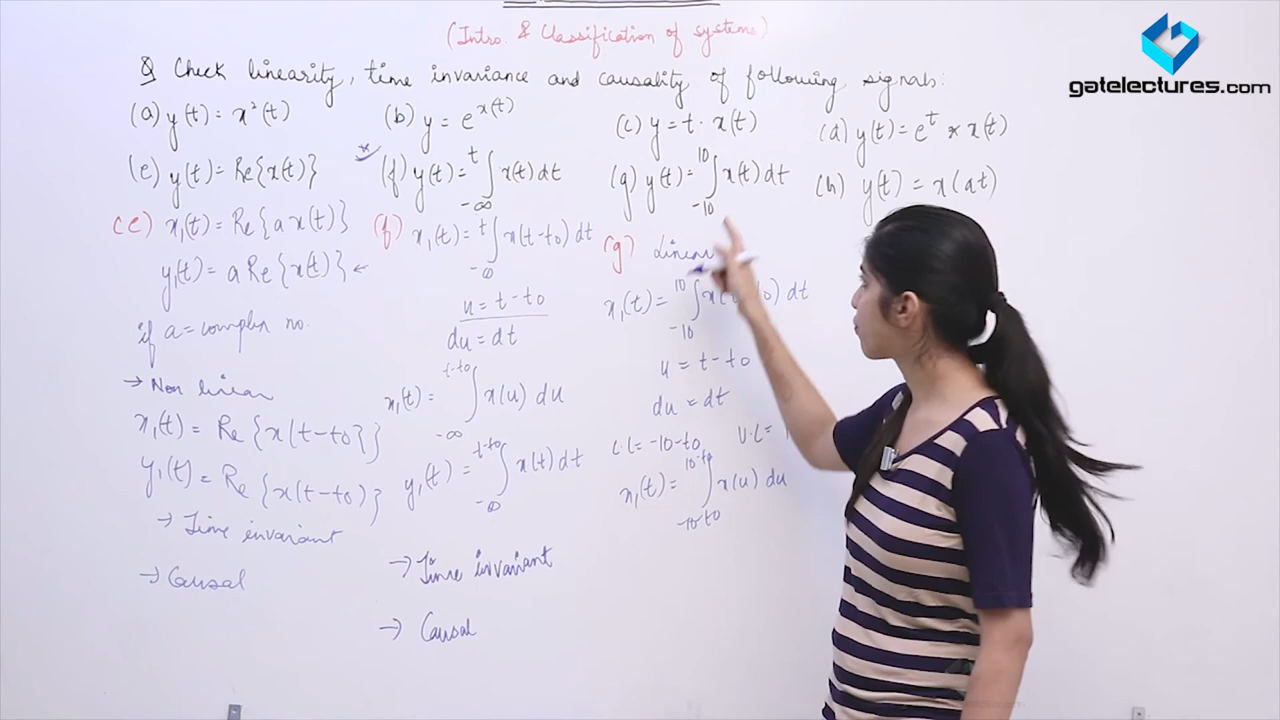 (Intro. & Classification of systems)
gatelectures.com
Q Check linearity, time invariance and causality of following signals:
(a) y(t) = x²(t) (b) y = e^x(t) (c) y = t · x(t) (d) y(t) = e^t * x(t)
(e) y(t) = Re{x(t)} * (f) y(t) = ∫_{-∞}^{t} x(t) dt (g) y(t) = ∫_{-10}^{10} x(t) dt (h) y(t) = x(at)
(e) x₁(t) = Re{a x(t)}
y(t) = a Re{x(t)} ←
if a = complex no.
→ Non linear
x₁(t) = Re{x(t-t0)}
y₁(t) = Re{x(t-t0)}
→ Time invariant
→ Causal
(f) x₁(t) = ∫_{-∞}^{t} x(t-t0) dt
u = t-t0
du = dt
x₁(t) = ∫_{-∞}^{t-t0} x(u) du
y₁(t) = ∫_{-∞}^{t-t0} x(t) dt
→ Time invariant
→ Causal
(g) Linear
x₁(t) = ∫_{-10}^{10} x(t-t0) dt
u = t-t0
du = dt
L.L = -10-t0 U.L =
x₁(t) = ∫_{-10-t0}^{10-t0} x(u) du